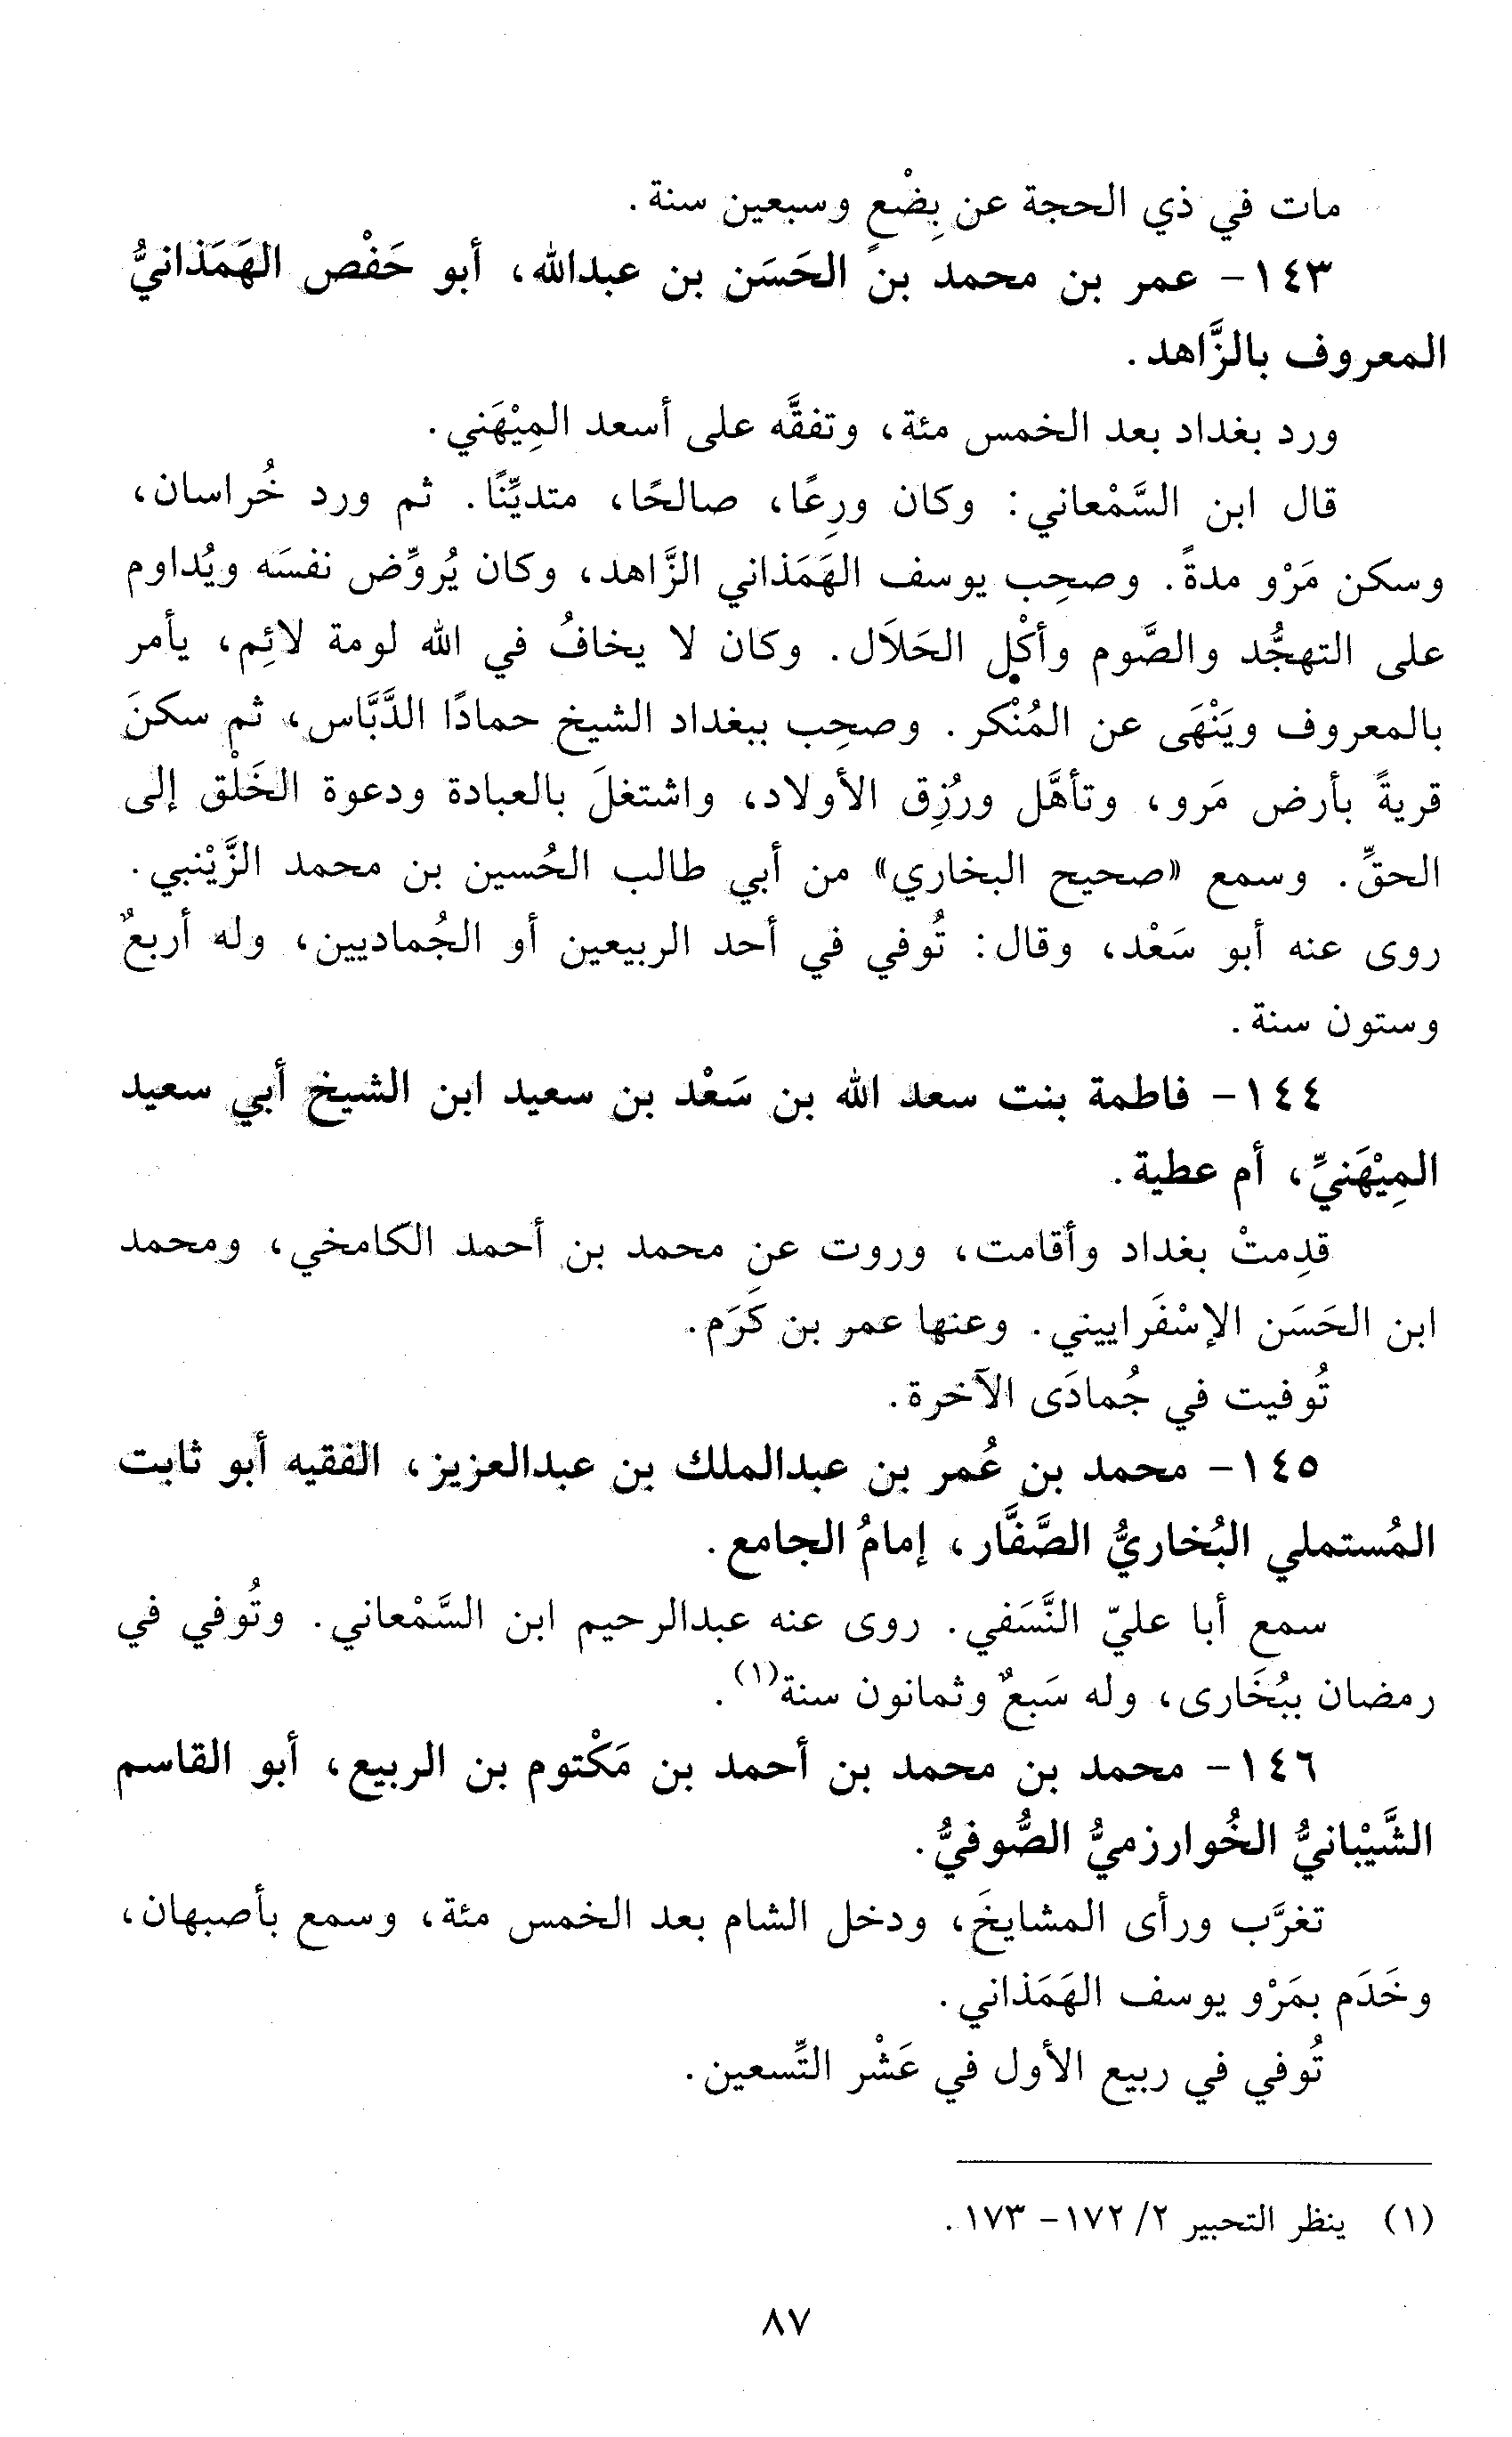 مات في ذي الحجة عن بِضْعٍ وسبعين سنة.
١٤٣- عمر بن محمد بن الحَسَن بن عبدالله، أبو حَفْص الهَمَذانيُّ
المعروف بالزَّاهد.
ورد بغداد بعد الخمس مئة، وتفقَّه على أسعد المِيْهَني.
قال ابن السَّمْعاني: وكان ورِعًا، صالحًا، متديِّنًا. ثم ورد خُراسان،
وسكن مَرْو مدةً. وصحِب يوسف الهَمَذاني الزَّاهد، وكان يُروِّض نفسَه ويُداوم
على التهجُّد والصَّوم وأكْلِ الحَلَال. وكان لا يخافُ في الله لومة لائِم، يأمر
بالمعروف ويَنْهَى عن المُنْكر. وصحِب ببغداد الشيخ حمادًا الدَّبَّاس، ثم سكنَ
قريةً بأرض مَرو، وتأهَّل ورُزِق الأولاد، واشتغلَ بالعبادة ودعوة الخَلْق إلى
الحقِّ. وسمع «صحيح البخاري» من أبي طالب الحُسين بن محمد الزَّيْنبي.
روى عنه أبو سَعْد، وقال: تُوفي في أحد الربيعين أو الجُماديين، وله أربعٌ
وستون سنة.
١٤٤- فاطمة بنت سعد الله بن سَعْد بن سعيد ابن الشيخ أبي سعيد
المِيْهَنيِّ، أم عطية.
قدِمتْ بغداد وأقامت، وروت عن محمد بن أحمد الكامخي، ومحمد
ابن الحَسَن الإسْفَراييني. وعنها عمر بن كَرَم.
تُوفيت في جُمادَى الآخرة.
١٤٥- محمد بن عُمر بن عبدالملك بن عبدالعزيز، الفقيه أبو ثابت
المُستملي البُخاريُّ الصَّفَّار، إمامُ الجامع.
سمع أبا عليّ النَّسَفي. روى عنه عبدالرحيم ابن السَّمْعاني. وتُوفي في
رمضان ببُخَارى، وله سَبعٌ وثمانون سنة(١).
١٤٦- محمد بن محمد بن أحمد بن مَكْتوم بن الربيع، أبو القاسم
الشَّيْبانيُّ الخُوارزميُّ الصُّوفيُّ.
تغرَّب ورأى المشايخَ، ودخل الشام بعد الخمس مئة، وسمع بأصبهان،
وخَدَم بمَرْو يوسف الهَمَذاني.
تُوفي في ربيع الأول في عَشْر التِّسعين.
(١) ينظر التحبير ٢/ ١٧٢- ١٧٣.
٨٧